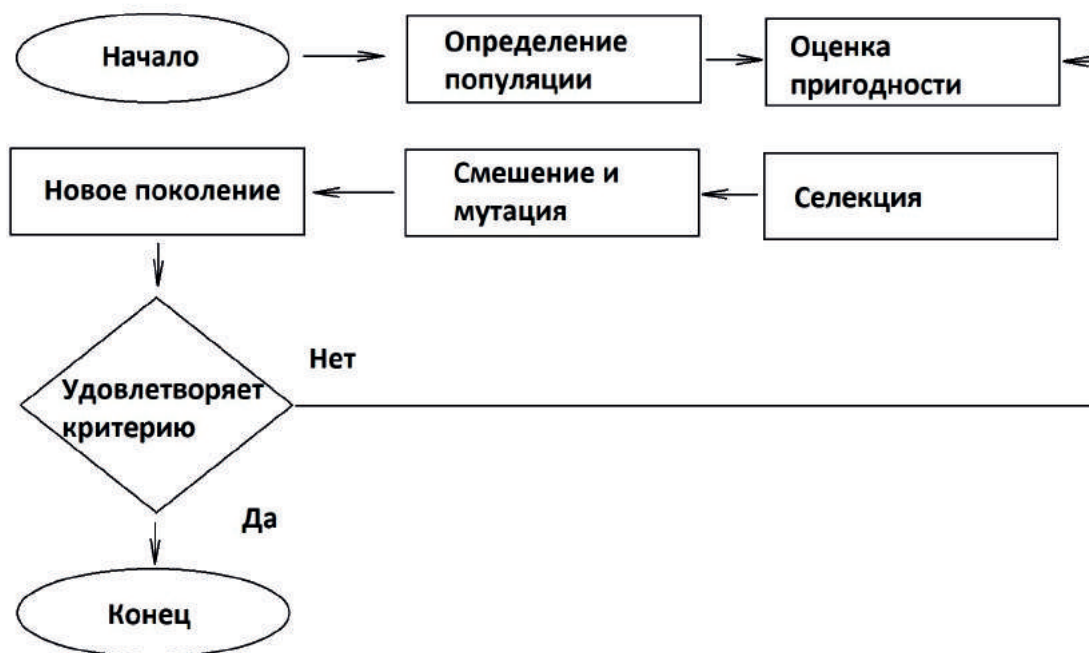 Начало
Определение
популяции
Оценка
пригодности
Новое поколение
Смешение и
мутация
Селекция
Нет
Удовлетворяет
критерию
Да
Конец